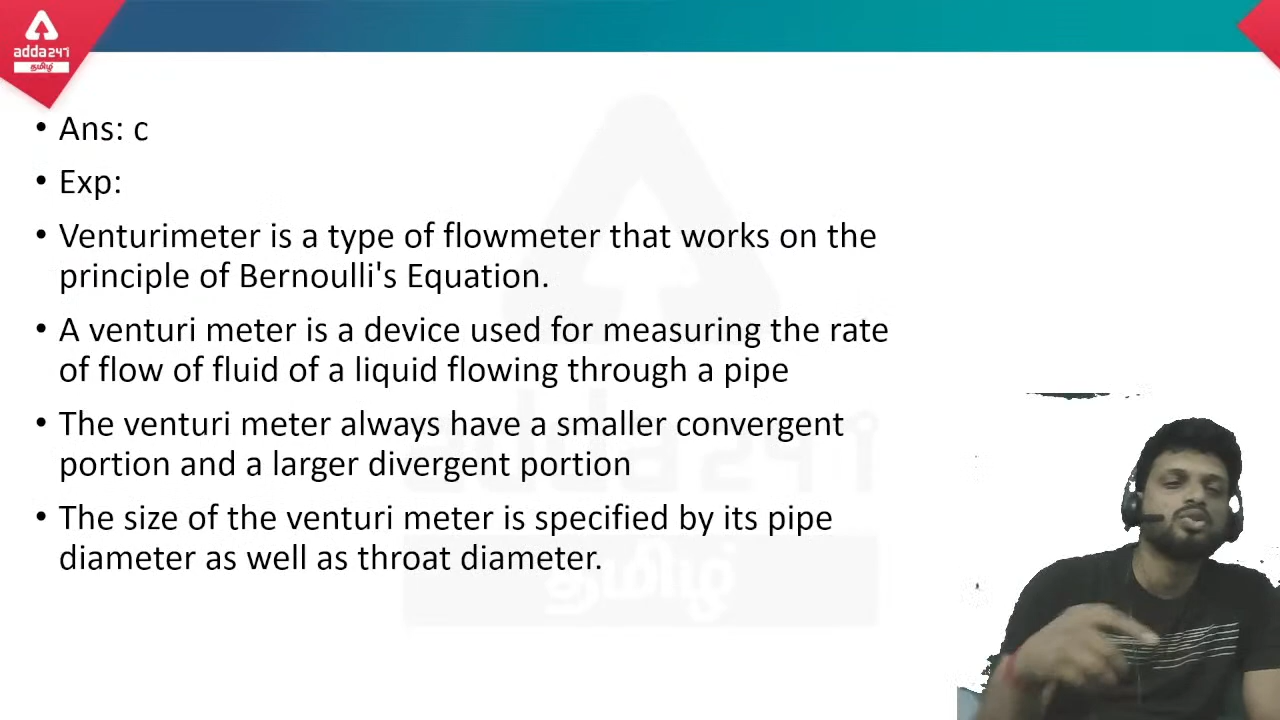 adda247
தமிழ்
• Ans: c
• Exp:
• Venturimeter is a type of flowmeter that works on the
principle of Bernoulli's Equation.
• A venturi meter is a device used for measuring the rate
of flow of fluid of a liquid flowing through a pipe
• The venturi meter always have a smaller convergent
portion and a larger divergent portion
• The size of the venturi meter is specified by its pipe
diameter as well as throat diameter.
adda247
தமிழ்